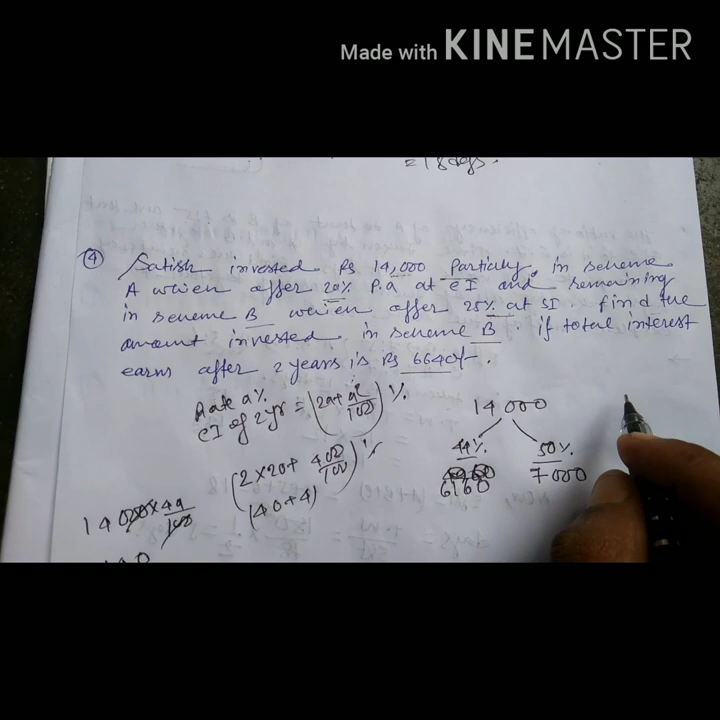 Made with KINEMASTER
= 18 days.
④ Satish invested Rs 14,000 Partially in scheme
A which offer 20% P.a at CI and remaining
in scheme B which offer 25% at SI. find the
amount invested in scheme B. if total interest
earn after 2 years is Rs 6640/-.
Rate a%
CI of 2yr = (2a + a²/100) %
(2×20 + 400/100) %
(40+4)
14000 × 44/100
14000
44% 50%
6160 7000